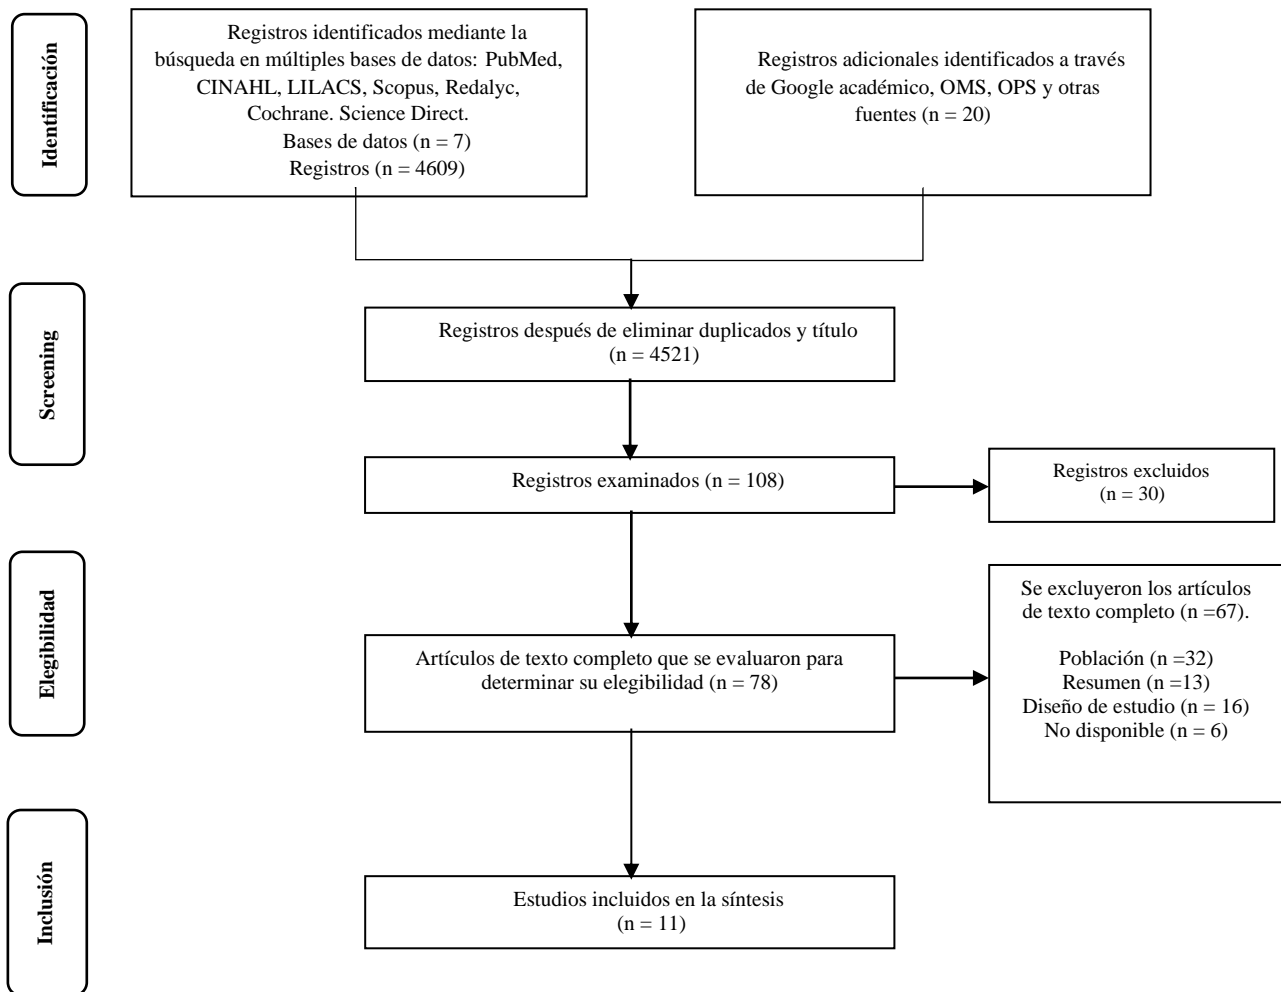 Identificación
Registros identificados mediante la
búsqueda en múltiples bases de datos: PubMed,
CINAHL, LILACS, Scopus, Redalyc,
Cochrane. Science Direct.
Bases de datos (n = 7)
Registros (n = 4609)
Registros adicionales identificados a través
de Google académico, OMS, OPS y otras
fuentes (n = 20)
Screening
Registros después de eliminar duplicados y título
(n = 4521)
Registros examinados (n = 108)
Registros excluidos
(n = 30)
Elegibilidad
Artículos de texto completo que se evaluaron para
determinar su elegibilidad (n = 78)
Se excluyeron los artículos
de texto completo (n =67).
Población (n =32)
Resumen (n =13)
Diseño de estudio (n = 16)
No disponible (n = 6)
Inclusión
Estudios incluidos en la síntesis
(n = 11)